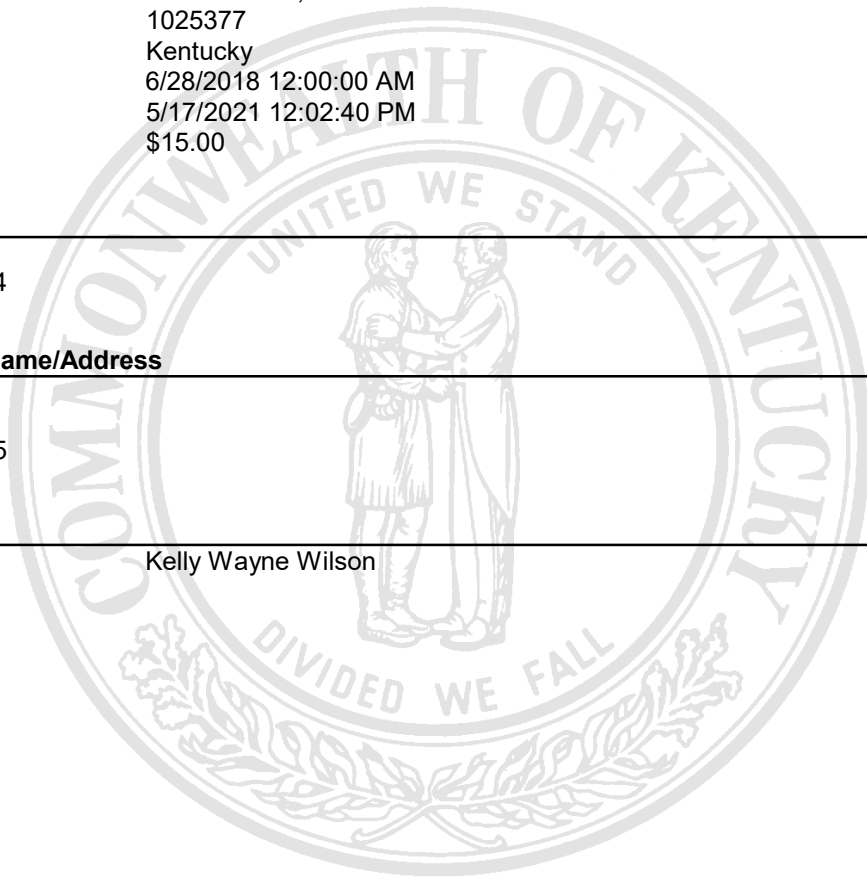 1025377
Kentucky
6/28/2018 12:00:00 AM
5/17/2021 12:02:40 PM
$15.00
COMMONWEALTH OF KENTUCKY
UNITED WE STAND
4
ame/Address
5
Kelly Wayne Wilson
DIVIDED WE FALL